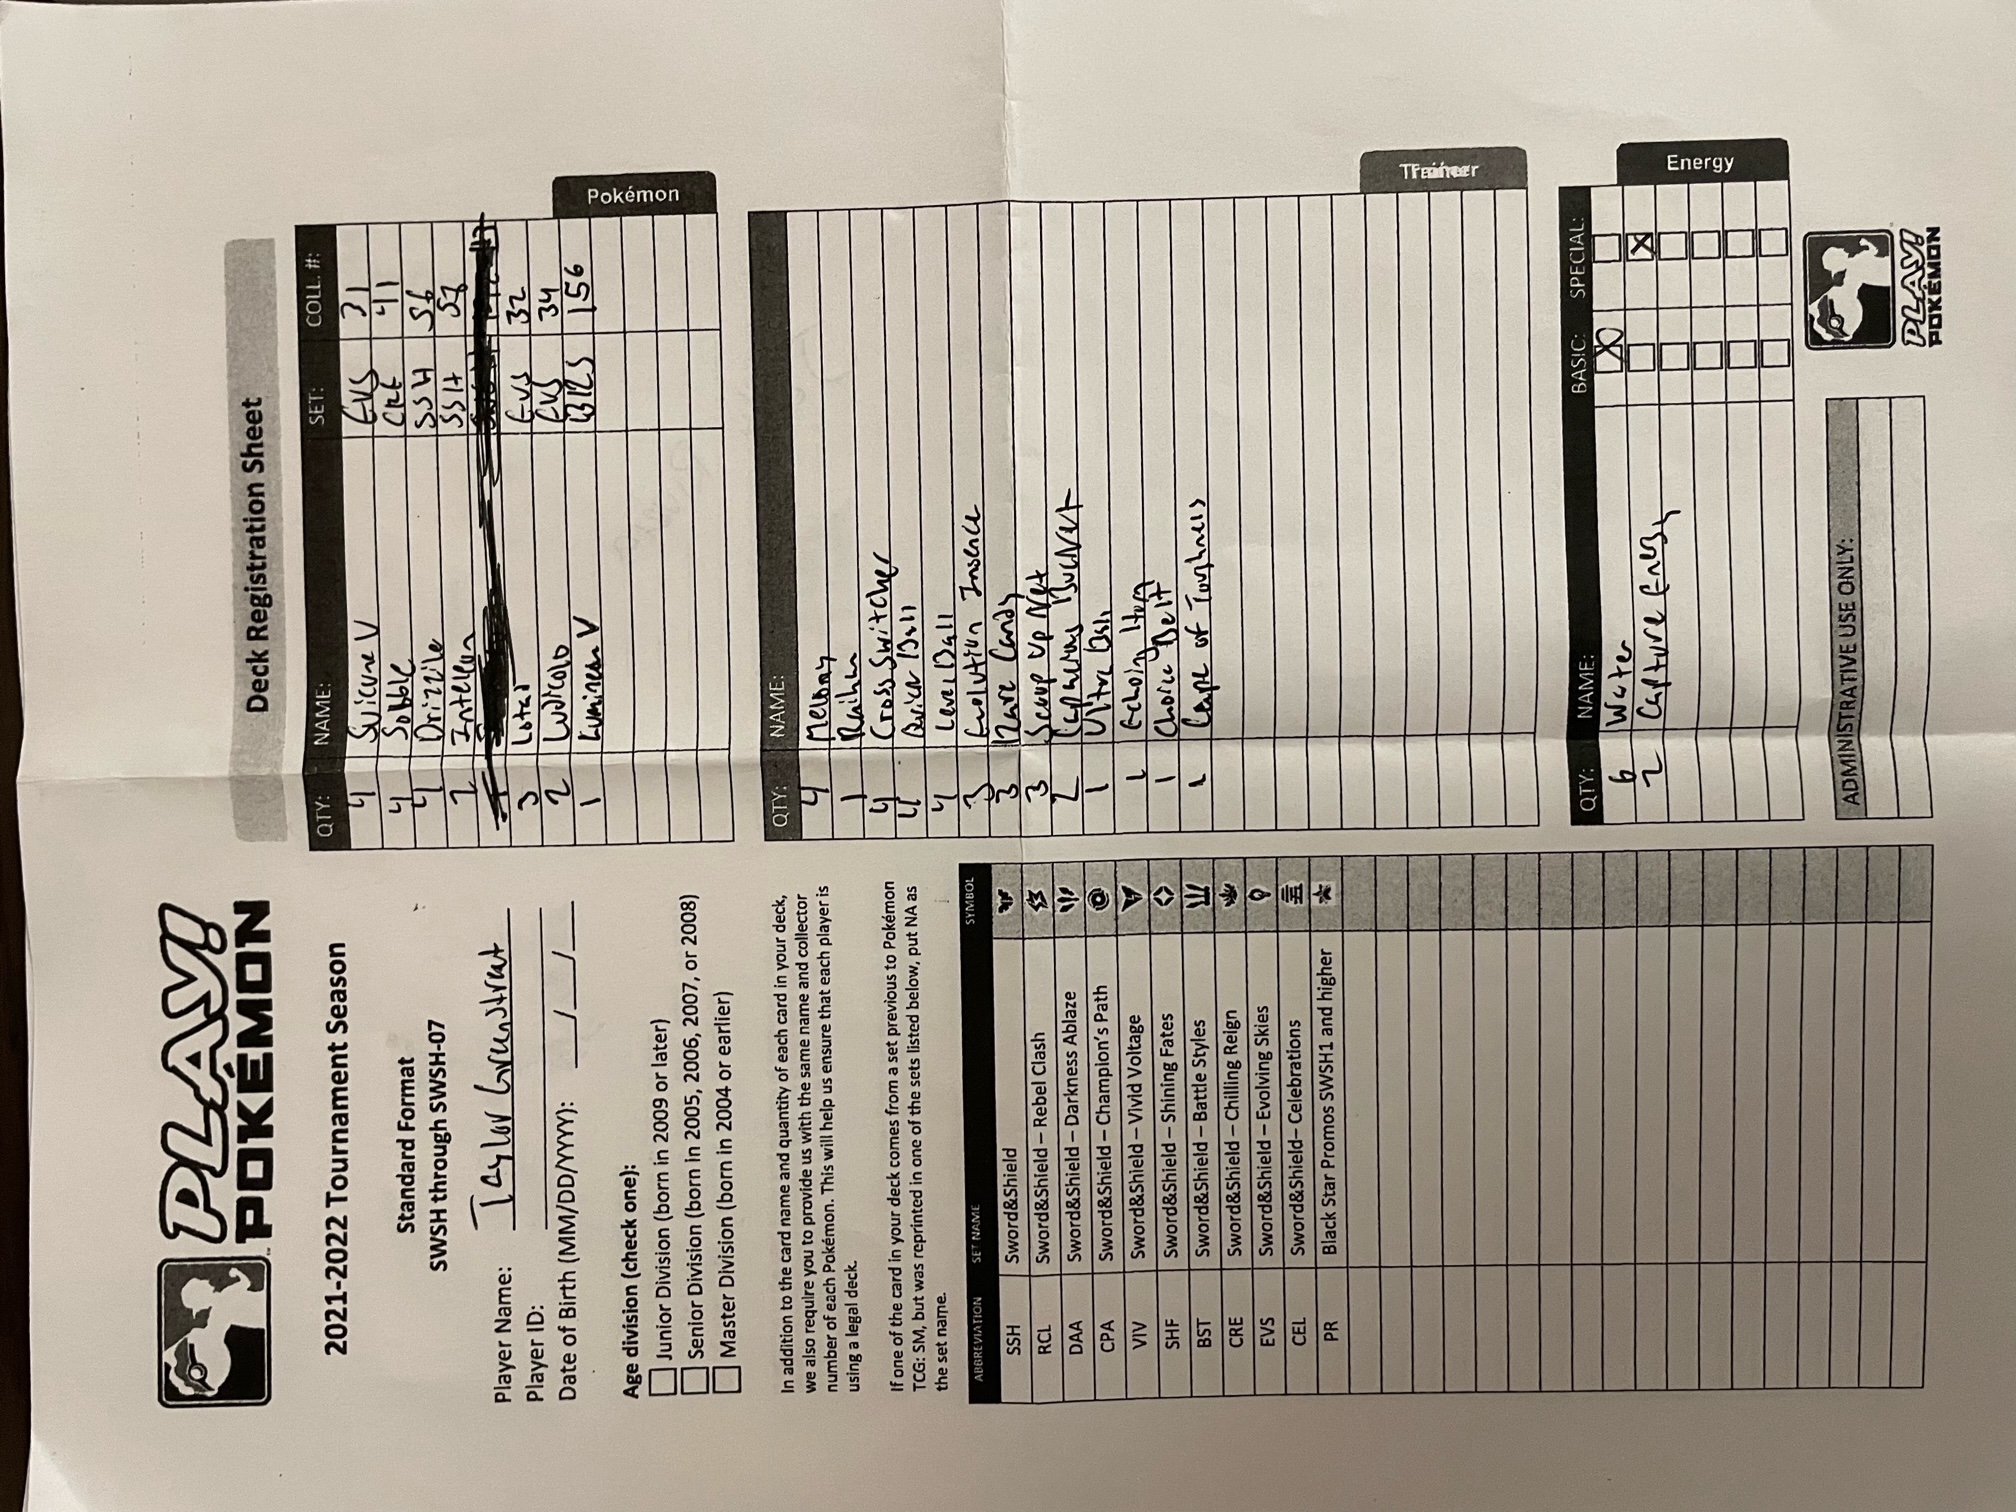 PLAY!
POKÉMON
2021-2022 Tournament Season
Standard Format
SWSH through SWSH-07
Player Name: Taylor Greenstreat
Player ID:
Date of Birth (MM/DD/YYYY): __/__/__
Age division (check one):
Junior Division (born in 2009 or later)
Senior Division (born in 2005, 2006, 2007, or 2008)
Master Division (born in 2004 or earlier)
In addition to the card name and quantity of each card in your deck,
we also require you to provide us with the same name and collector
number of each Pokémon. This will help us ensure that each player is
using a legal deck.
If one of the card in your deck comes from a set previous to Pokémon
TCG: SM, but was reprinted in one of the sets listed below, put NA as
the set name.
ABBREVIATION SET NAME SYMBOL
SSH Sword&Shield
RCL Sword&Shield – Rebel Clash
DAA Sword&Shield – Darkness Ablaze
CPA Sword&Shield – Champion's Path
VIV Sword&Shield – Vivid Voltage
SHF Sword&Shield – Shining Fates
BST Sword&Shield – Battle Styles
CRE Sword&Shield – Chilling Reign
EVS Sword&Shield – Evolving Skies
CEL Sword&Shield– Celebrations
PR Black Star Promos SWSH1 and higher
Deck Registration Sheet
QTY: NAME: SET: COLL. #:
4 Suicune V EVS 31
4 Sobble CRE 41
4 Drizzile SSH 56
2 Inteleon SSH 58
3 Lotad EVS 32
2 Ludicolo EVS 34
1 Lumineon V BRS 156
Pokémon
QTY: NAME:
4 Melony
1 Raihan
4 Cross Switcher
4 Quick Ball
4 Level Ball
3 Evolution Insence
3 Rare Candy
3 Scoop Up Net
2 Capacious Bucket
1 Ultra Ball
1 Echoing Horn
1 Choice Belt
1 Cape of Toughness
Trainer
QTY: NAME: BASIC: SPECIAL:
6 Water
2 Capture Energy
Energy
ADMINISTRATIVE USE ONLY:
PLAY!
POKÉMON